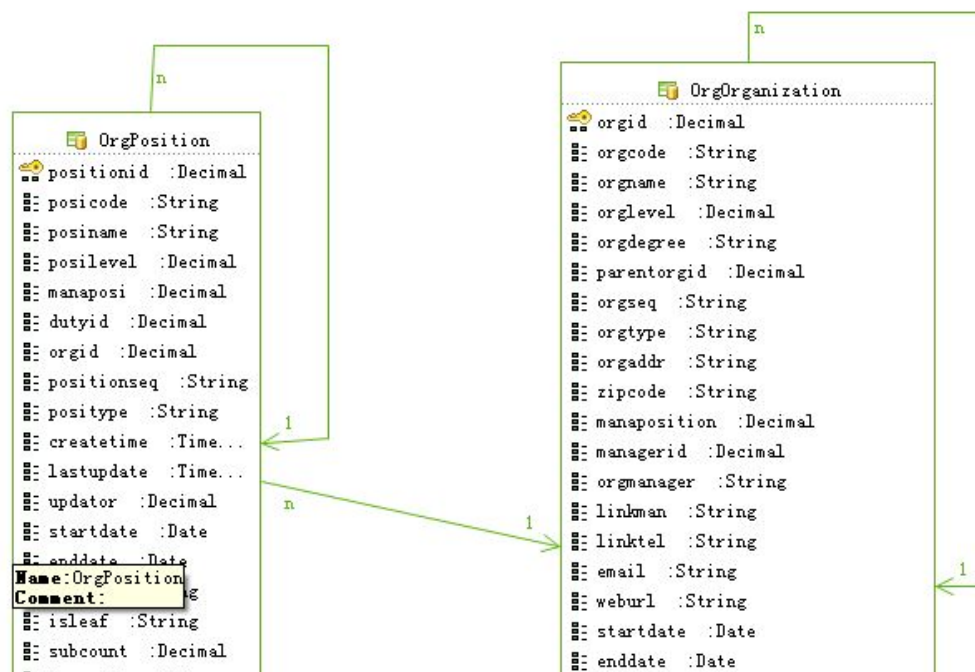 n
OrgPosition
positionid :Decimal
posicode :String
posiname :String
posilevel :Decimal
manaposi :Decimal
dutyid :Decimal
orgid :Decimal
positionseq :String
positype :String
createtime :Time...
lastupdate :Time...
updator :Decimal
startdate :Date
enddate :Date
Name:OrgPosition
Comment:
isleaf :String
subcount :Decimal
1
n
1
n
OrgOrganization
orgid :Decimal
orgcode :String
orgname :String
orglevel :Decimal
orgdegree :String
parentorgid :Decimal
orgseq :String
orgtype :String
orgaddr :String
zipcode :String
manaposition :Decimal
managerid :Decimal
orgmanager :String
linkman :String
linktel :String
email :String
weburl :String
startdate :Date
enddate :Date
1